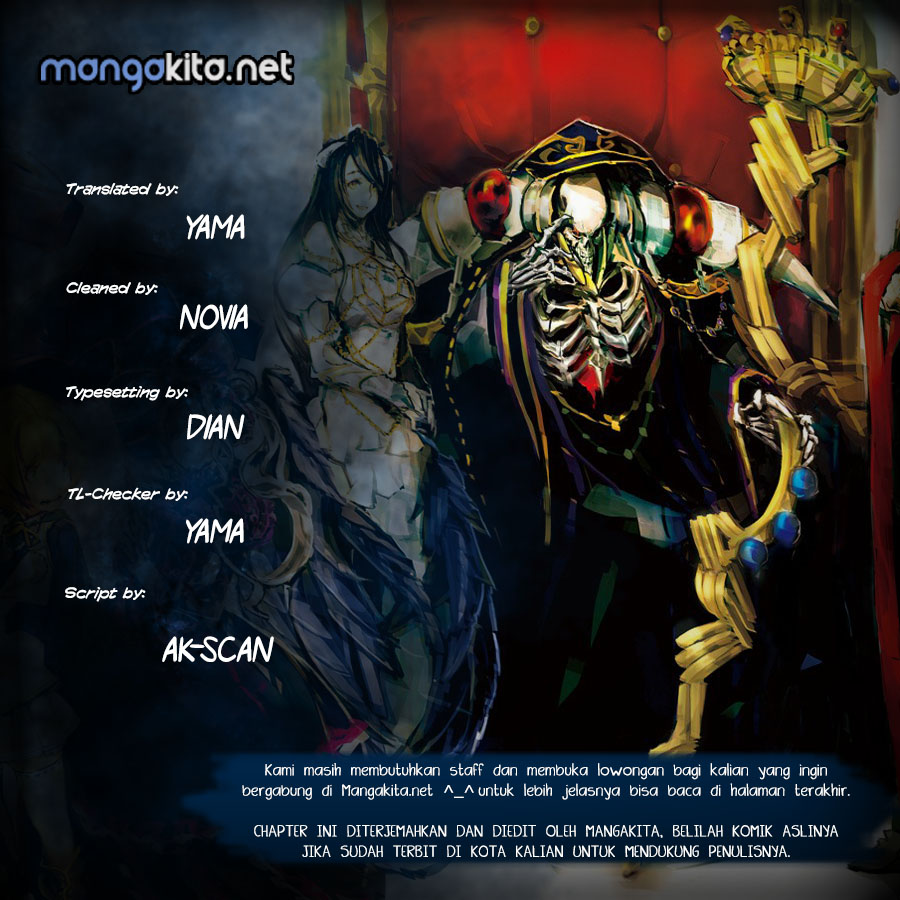 mangakita.net
Translated by:
YAMA
Cleaned by:
NOVIA
Typesetting by:
DIAN
TL-Checker by:
YAMA
Script by:
AK-SCAN
Kami masih membutuhkan staff dan membuka lowongan bagi kalian yang ingin
bergabung di Mangakita.net ^_^ untuk lebih jelasnya bisa baca di halaman terakhir.
CHAPTER INI DITERJEMAHKAN DAN DIEDIT OLEH MANGAKITA, BELILAH KOMIK ASLINYA
JIKA SUDAH TERBIT DI KOTA KALIAN UNTUK MENDUKUNG PENULISNYA.